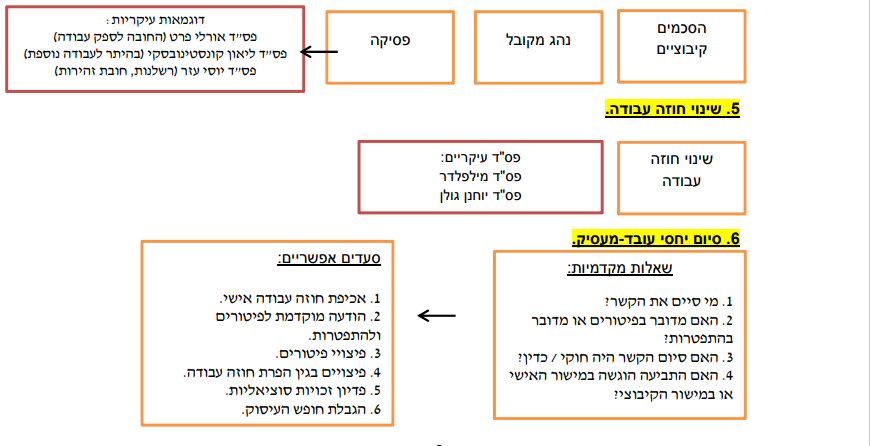 הסכמים
קיבוציים
נהג מקובל
פסיקה
דוגמאות עיקריות :
פס״ד אורלי פרט (החובה לספק עבודה)
פס״ד ליאון קונסטינובסקי (בהיתר לעבודה נוספת)
פס״ד יוסי עזר (רשלנות, חובת זהירות)
5. שינוי חוזה עבודה.
שינוי חוזה
עבודה
פס"ד עיקריים:
פס"ד מילפלדר
פס"ד יוחנן גולן
6. סיום יחסי עובד-מעסיק.
שאלות מקדמיות:
1. מי סיים את הקשר?
2. האם מדובר בפיטורים או מדובר
בהתפטרות?
3. האם סיום הקשר היה חוקי / כדין?
4. האם התביעה הוגשה במישור האישי
או במישור הקיבוצי?
סעדים אפשריים:
1. אכיפת חוזה עבודה אישי.
2. הודעה מוקדמת לפיטורים
ולהתפטרות.
3. פיצויי פיטורים.
4. פיצויים בגין הפרת חוזה עבודה.
5. פדיון זכויות סוציאליות.
6. הגבלת חופש העיסוק.